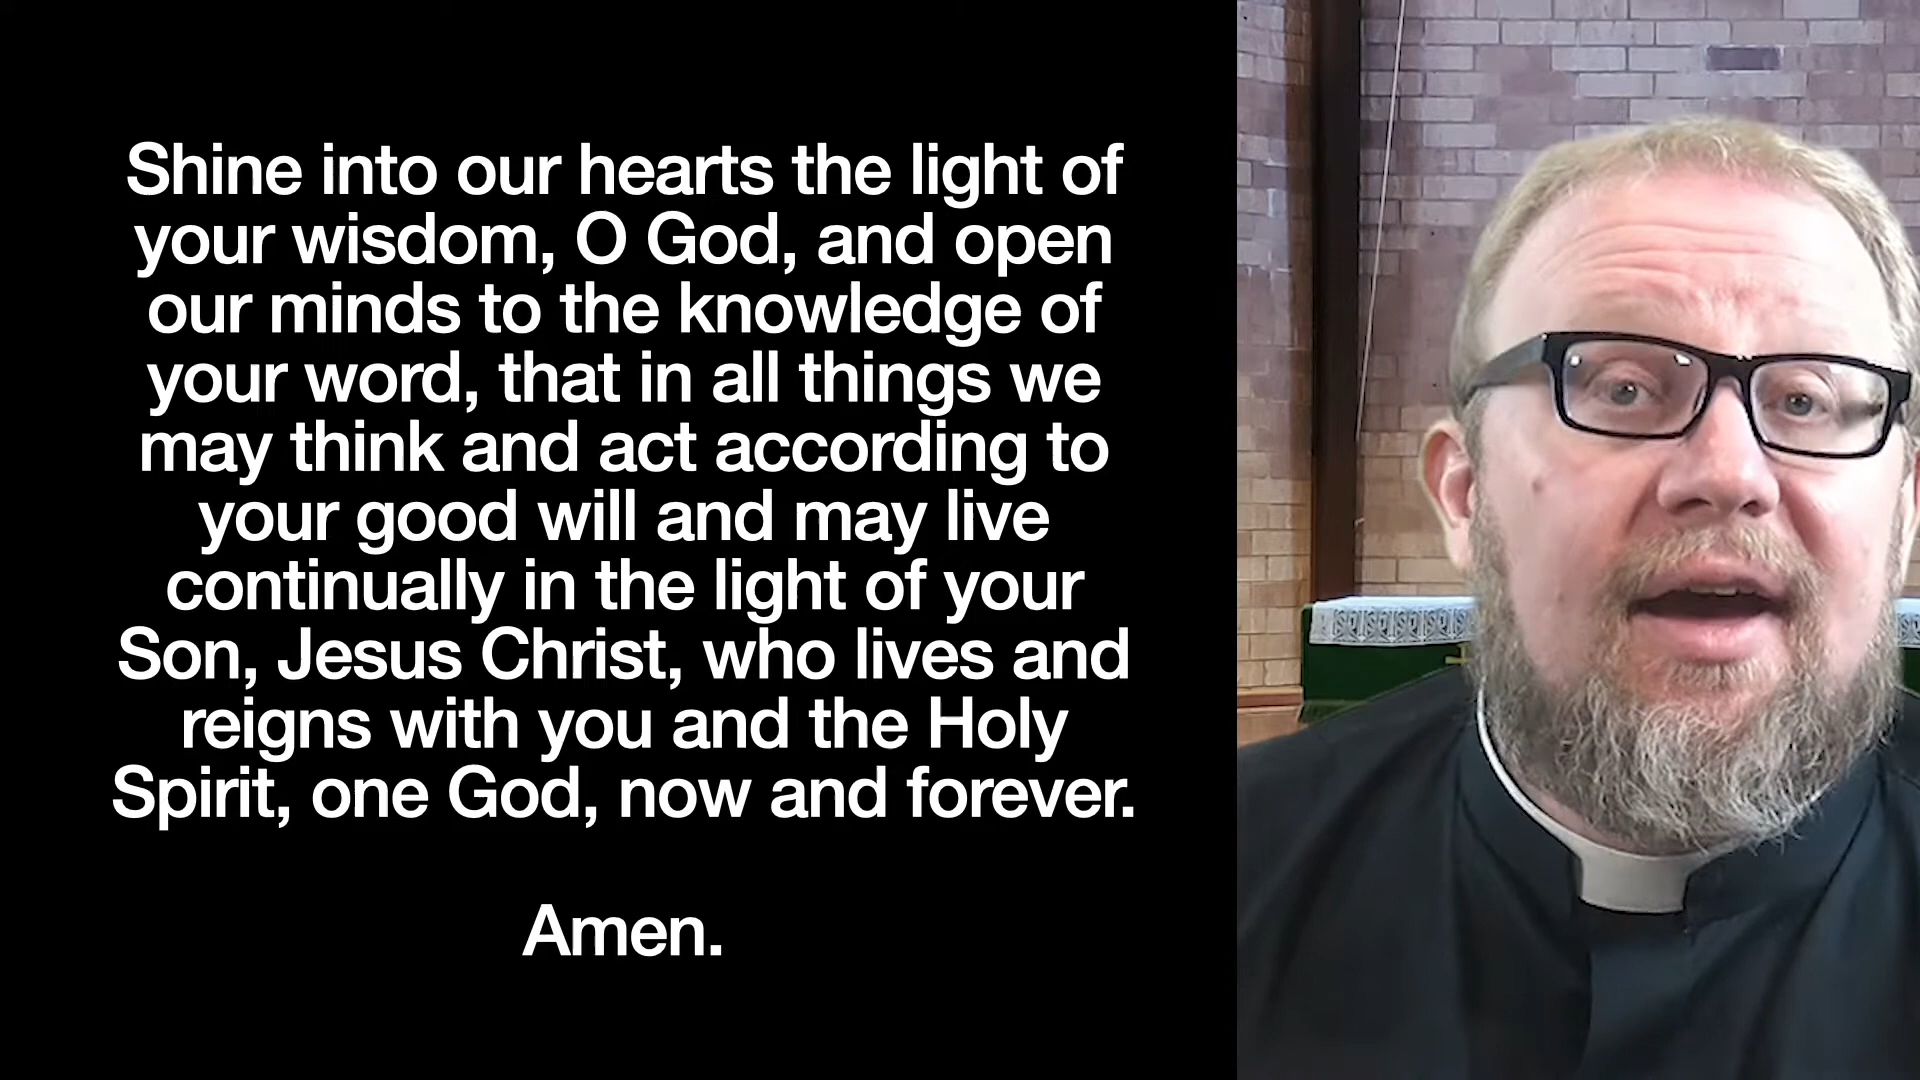 Shine into our hearts the light of
your wisdom, O God, and open
our minds to the knowledge of
your word, that in all things we
may think and act according to
your good will and may live
continually in the light of your
Son, Jesus Christ, who lives and
reigns with you and the Holy
Spirit, one God, now and forever.
Amen.